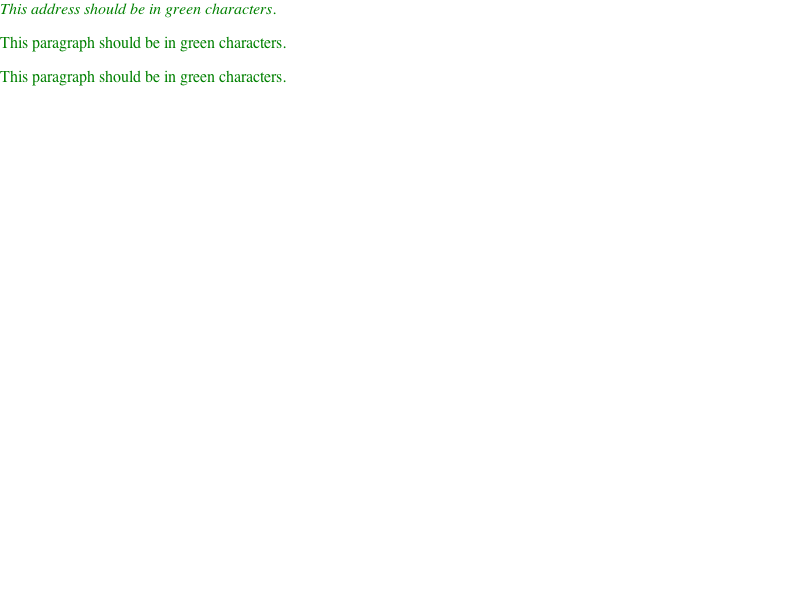 This address should be in green characters.
This paragraph should be in green characters.
This paragraph should be in green characters.